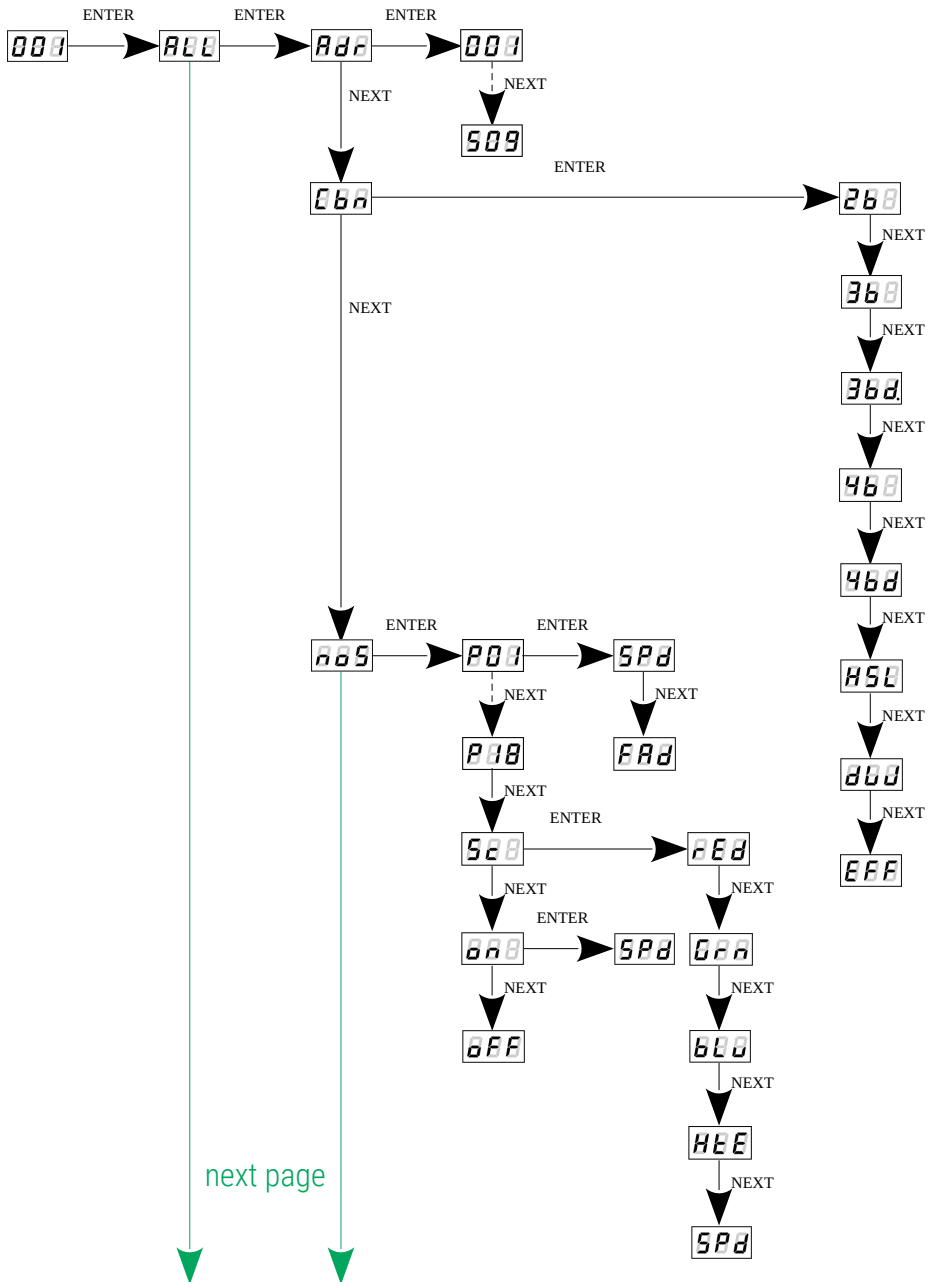 ENTER ENTER ENTER
001 ALL Adr 001
NEXT NEXT
509
ENTER
Cbn 2b
NEXT
3b
NEXT
NEXT
3bd.
NEXT
4b
NEXT
4bd
ENTER ENTER NEXT
noS P01 SPd HSL
NEXT NEXT NEXT
P18 FAd
NEXT ENTER NEXT
Sc rEd EFF
NEXT ENTER NEXT
on SPd Grn
NEXT NEXT
oFF bLu
NEXT
HtE
next page NEXT
SPd